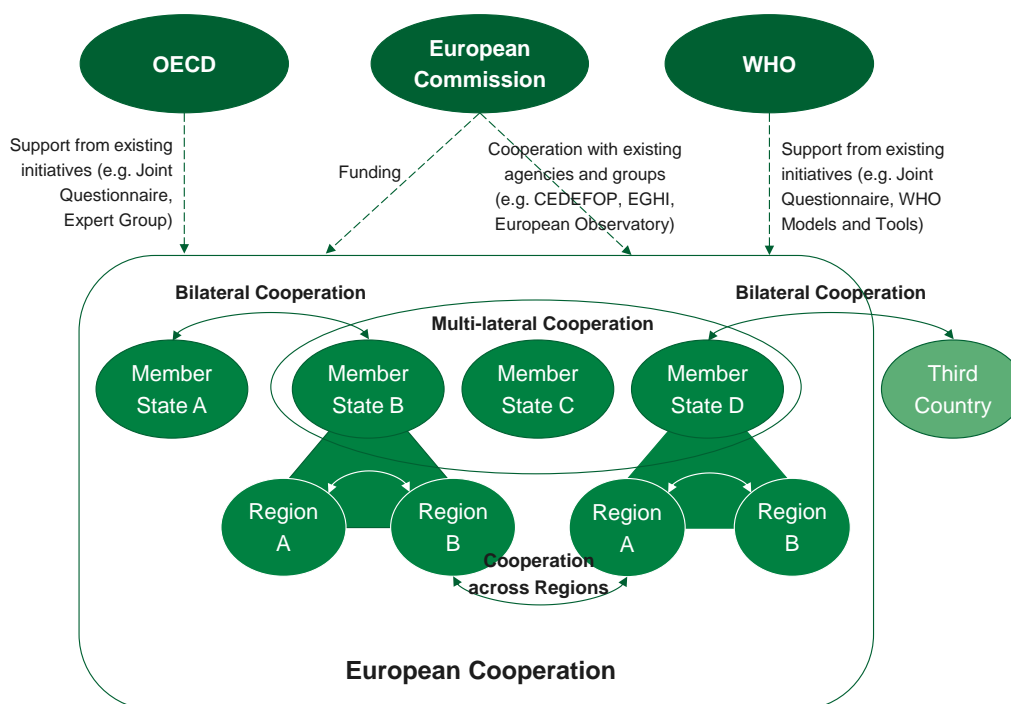 OECD
European
Commission
WHO
Support from existing
initiatives (e.g. Joint
Questionnaire,
Expert Group)
Funding
Cooperation with existing
agencies and groups
(e.g. CEDEFOP, EGHI,
European Observatory)
Support from existing
initiatives (e.g. Joint
Questionnaire, WHO
Models and Tools)
Bilateral Cooperation
Bilateral Cooperation
Multi-lateral Cooperation
Member
State A
Member
State B
Member
State C
Member
State D
Third
Country
Region
A
Region
B
Region
A
Region
B
Cooperation
across Regions
European Cooperation